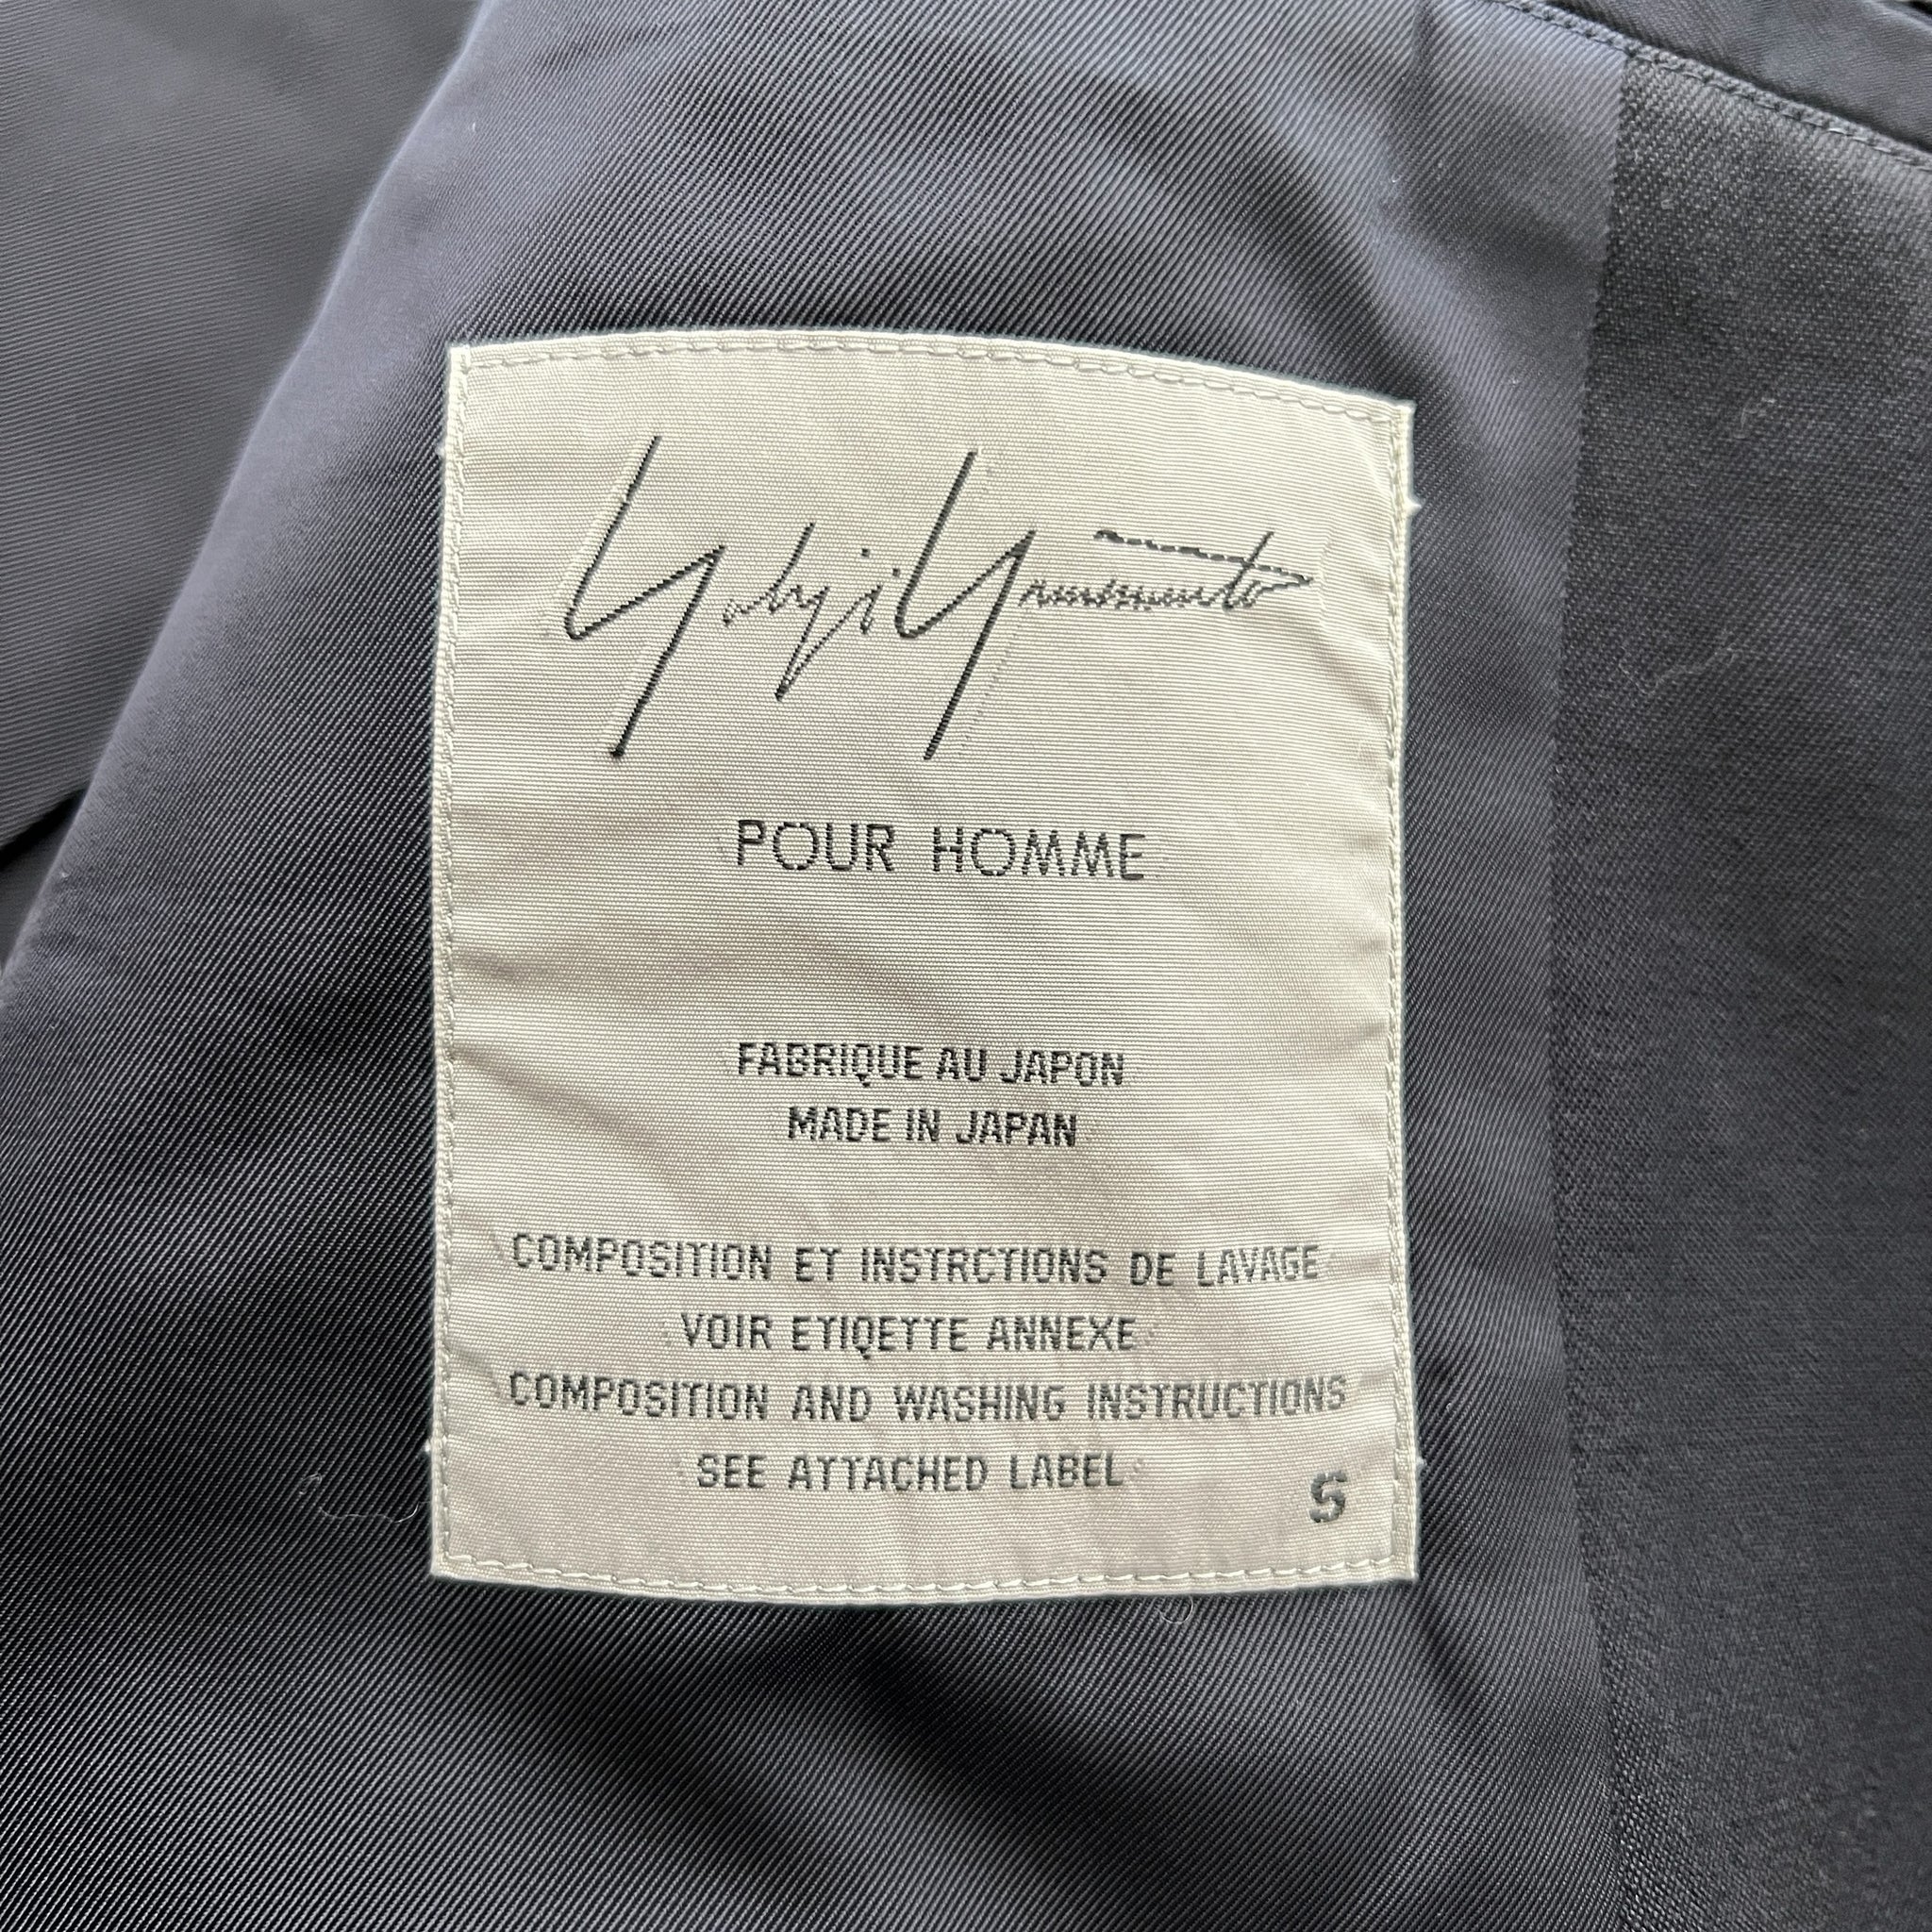 Yohji Yamamoto
POUR HOMME
FABRIQUE AU JAPON
MADE IN JAPAN
COMPOSITION ET INSTRCTIONS DE LAVAGE
VOIR ETIQETTE ANNEXE
COMPOSITION AND WASHING INSTRUCTIONS
SEE ATTACHED LABEL
S